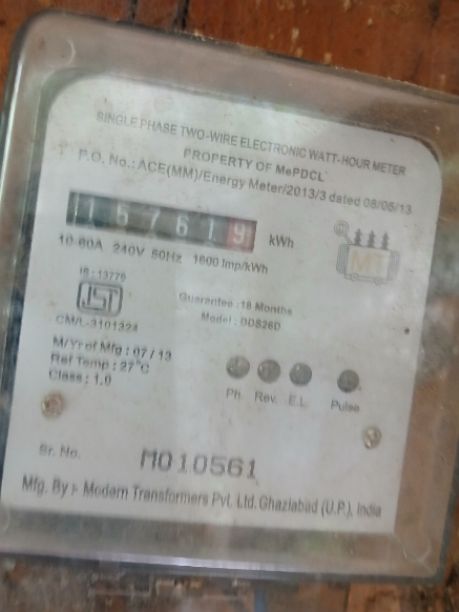 SINGLE PHASE TWO-WIRE ELECTRONIC WATT-HOUR METER
PROPERTY OF MePDCL
P.O. No.: ACE(MM)/Energy Meter/2013/3 dated 08/05/13
157619 kWh
10-60A 240V 50Hz 1600 Imp/kWh
MT
IS : 13779
CM/L-3101324
Guarantee :18 Months
Model : DDS26D
M/Yr of Mfg : 07/13
Ref Temp : 27°C
Class : 1.0
Ph. Rev. E.L. Pulse
Sr. No. M010561
Mfg. By :- Modern Transformers Pvt. Ltd. Ghaziabad (U.P.), India